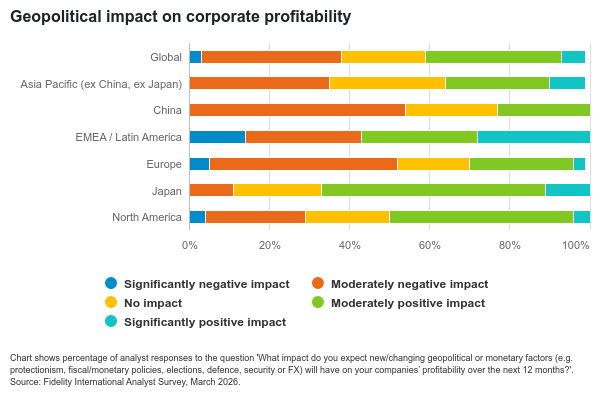 Geopolitical impact on corporate profitability
Global
Asia Pacific (ex China, ex Japan)
China
EMEA / Latin America
Europe
Japan
North America
0% 20% 40% 60% 80% 100%
Significantly negative impact Moderately negative impact
No impact Moderately positive impact
Significantly positive impact
Chart shows percentage of analyst responses to the question 'What impact do you expect new/changing geopolitical or monetary factors (e.g.
protectionism, fiscal/monetary policies, elections, defence, security or FX) will have on your companies' profitability over the next 12 months?'.
Source: Fidelity International Analyst Survey, March 2026.